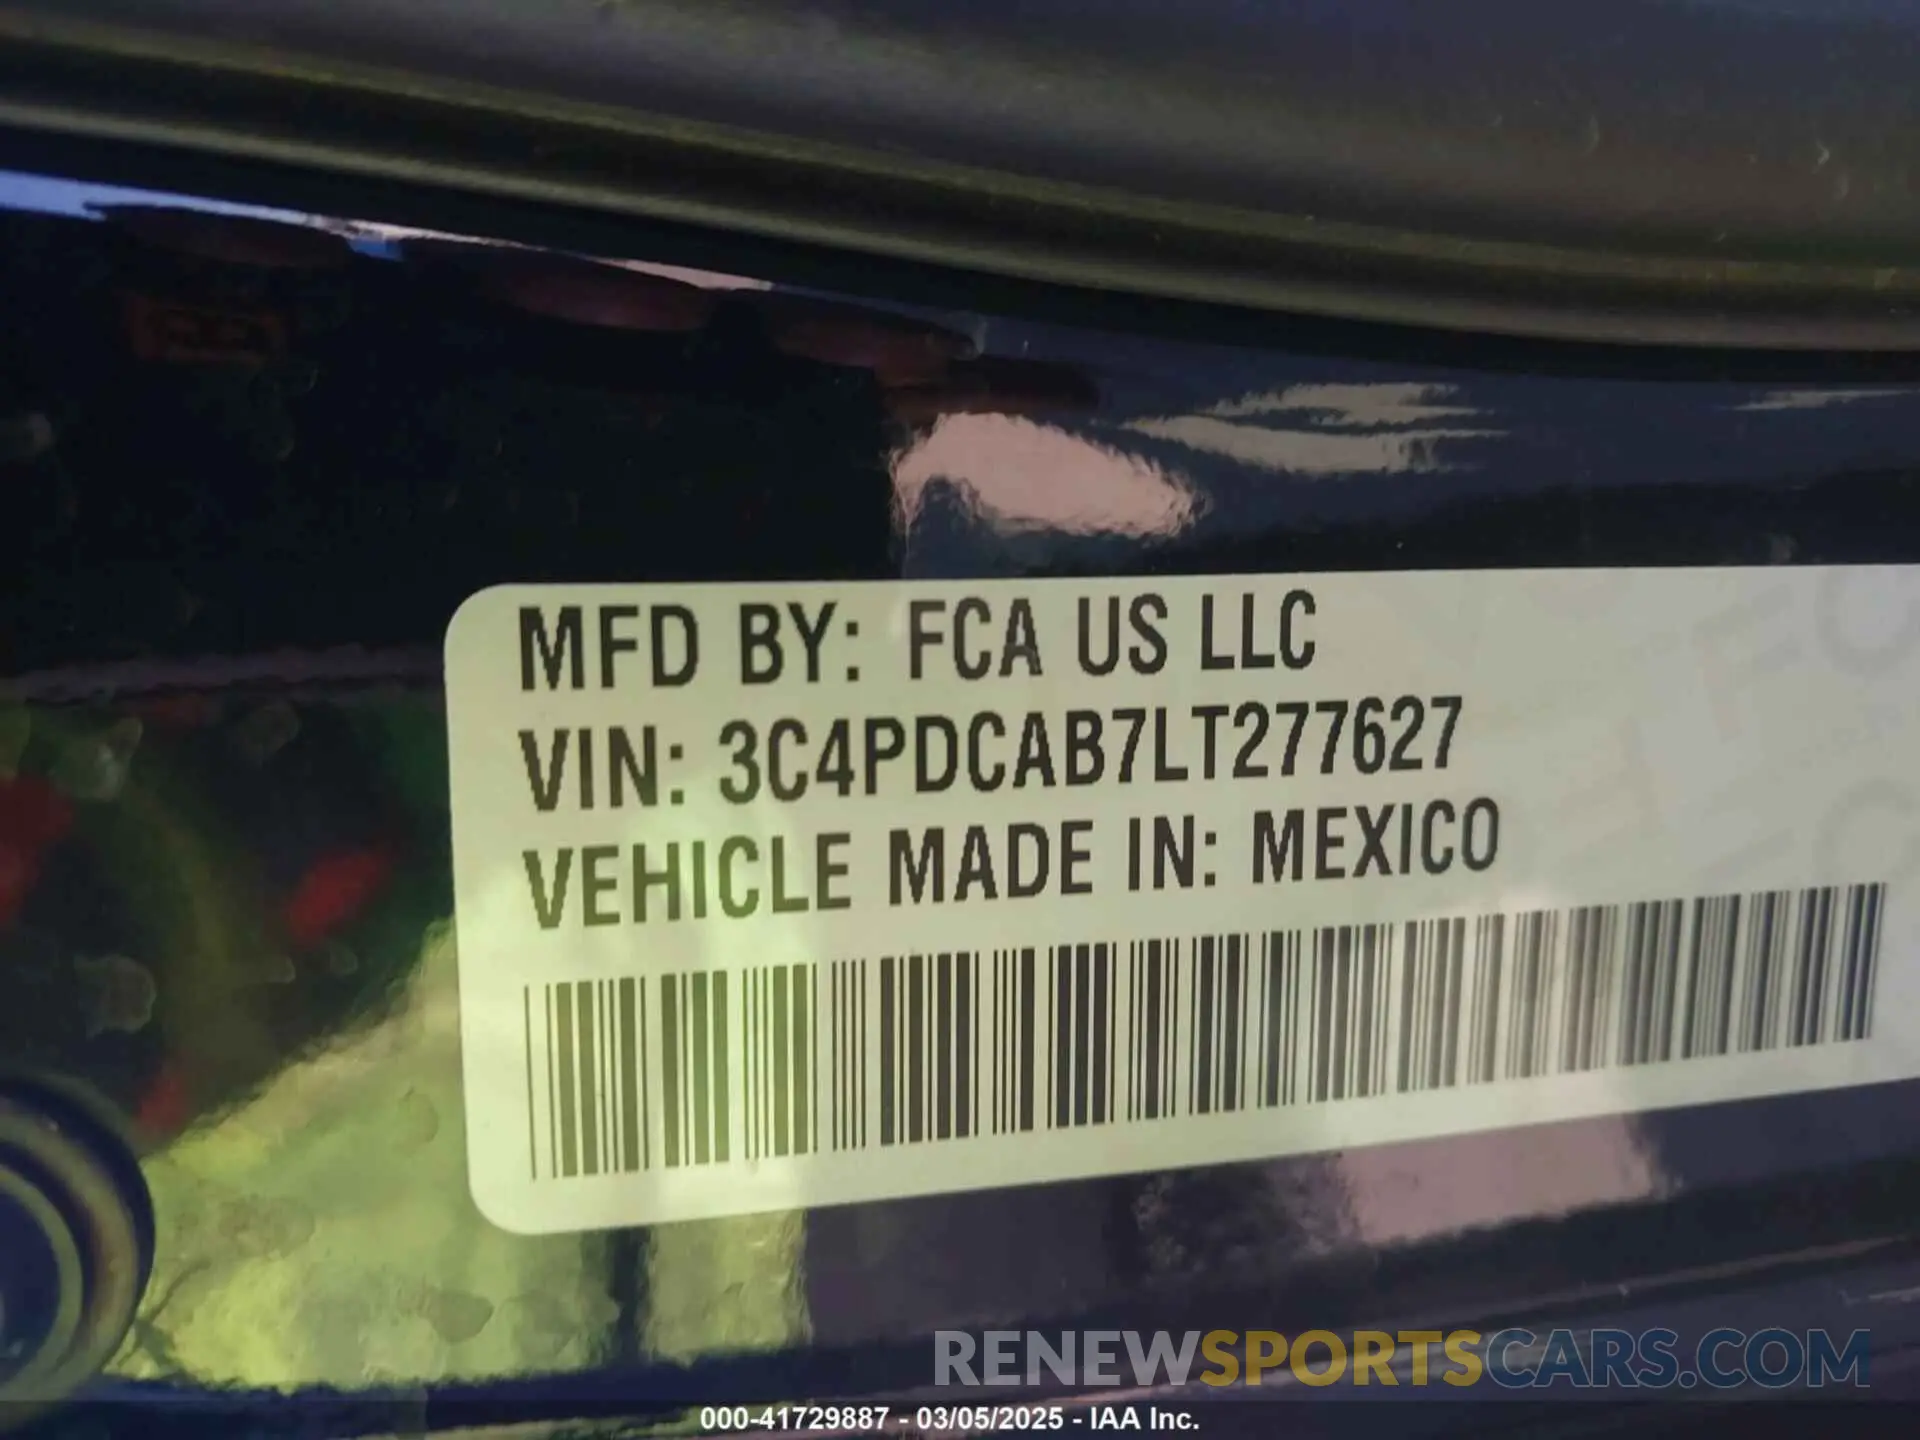 MFD BY: FCA US LLC
VIN: 3C4PDCAB7LT277627
VEHICLE MADE IN: MEXICO
RENEWSPORTSCARS.COM
000-41729887 - 03/05/2025 - IAA Inc.